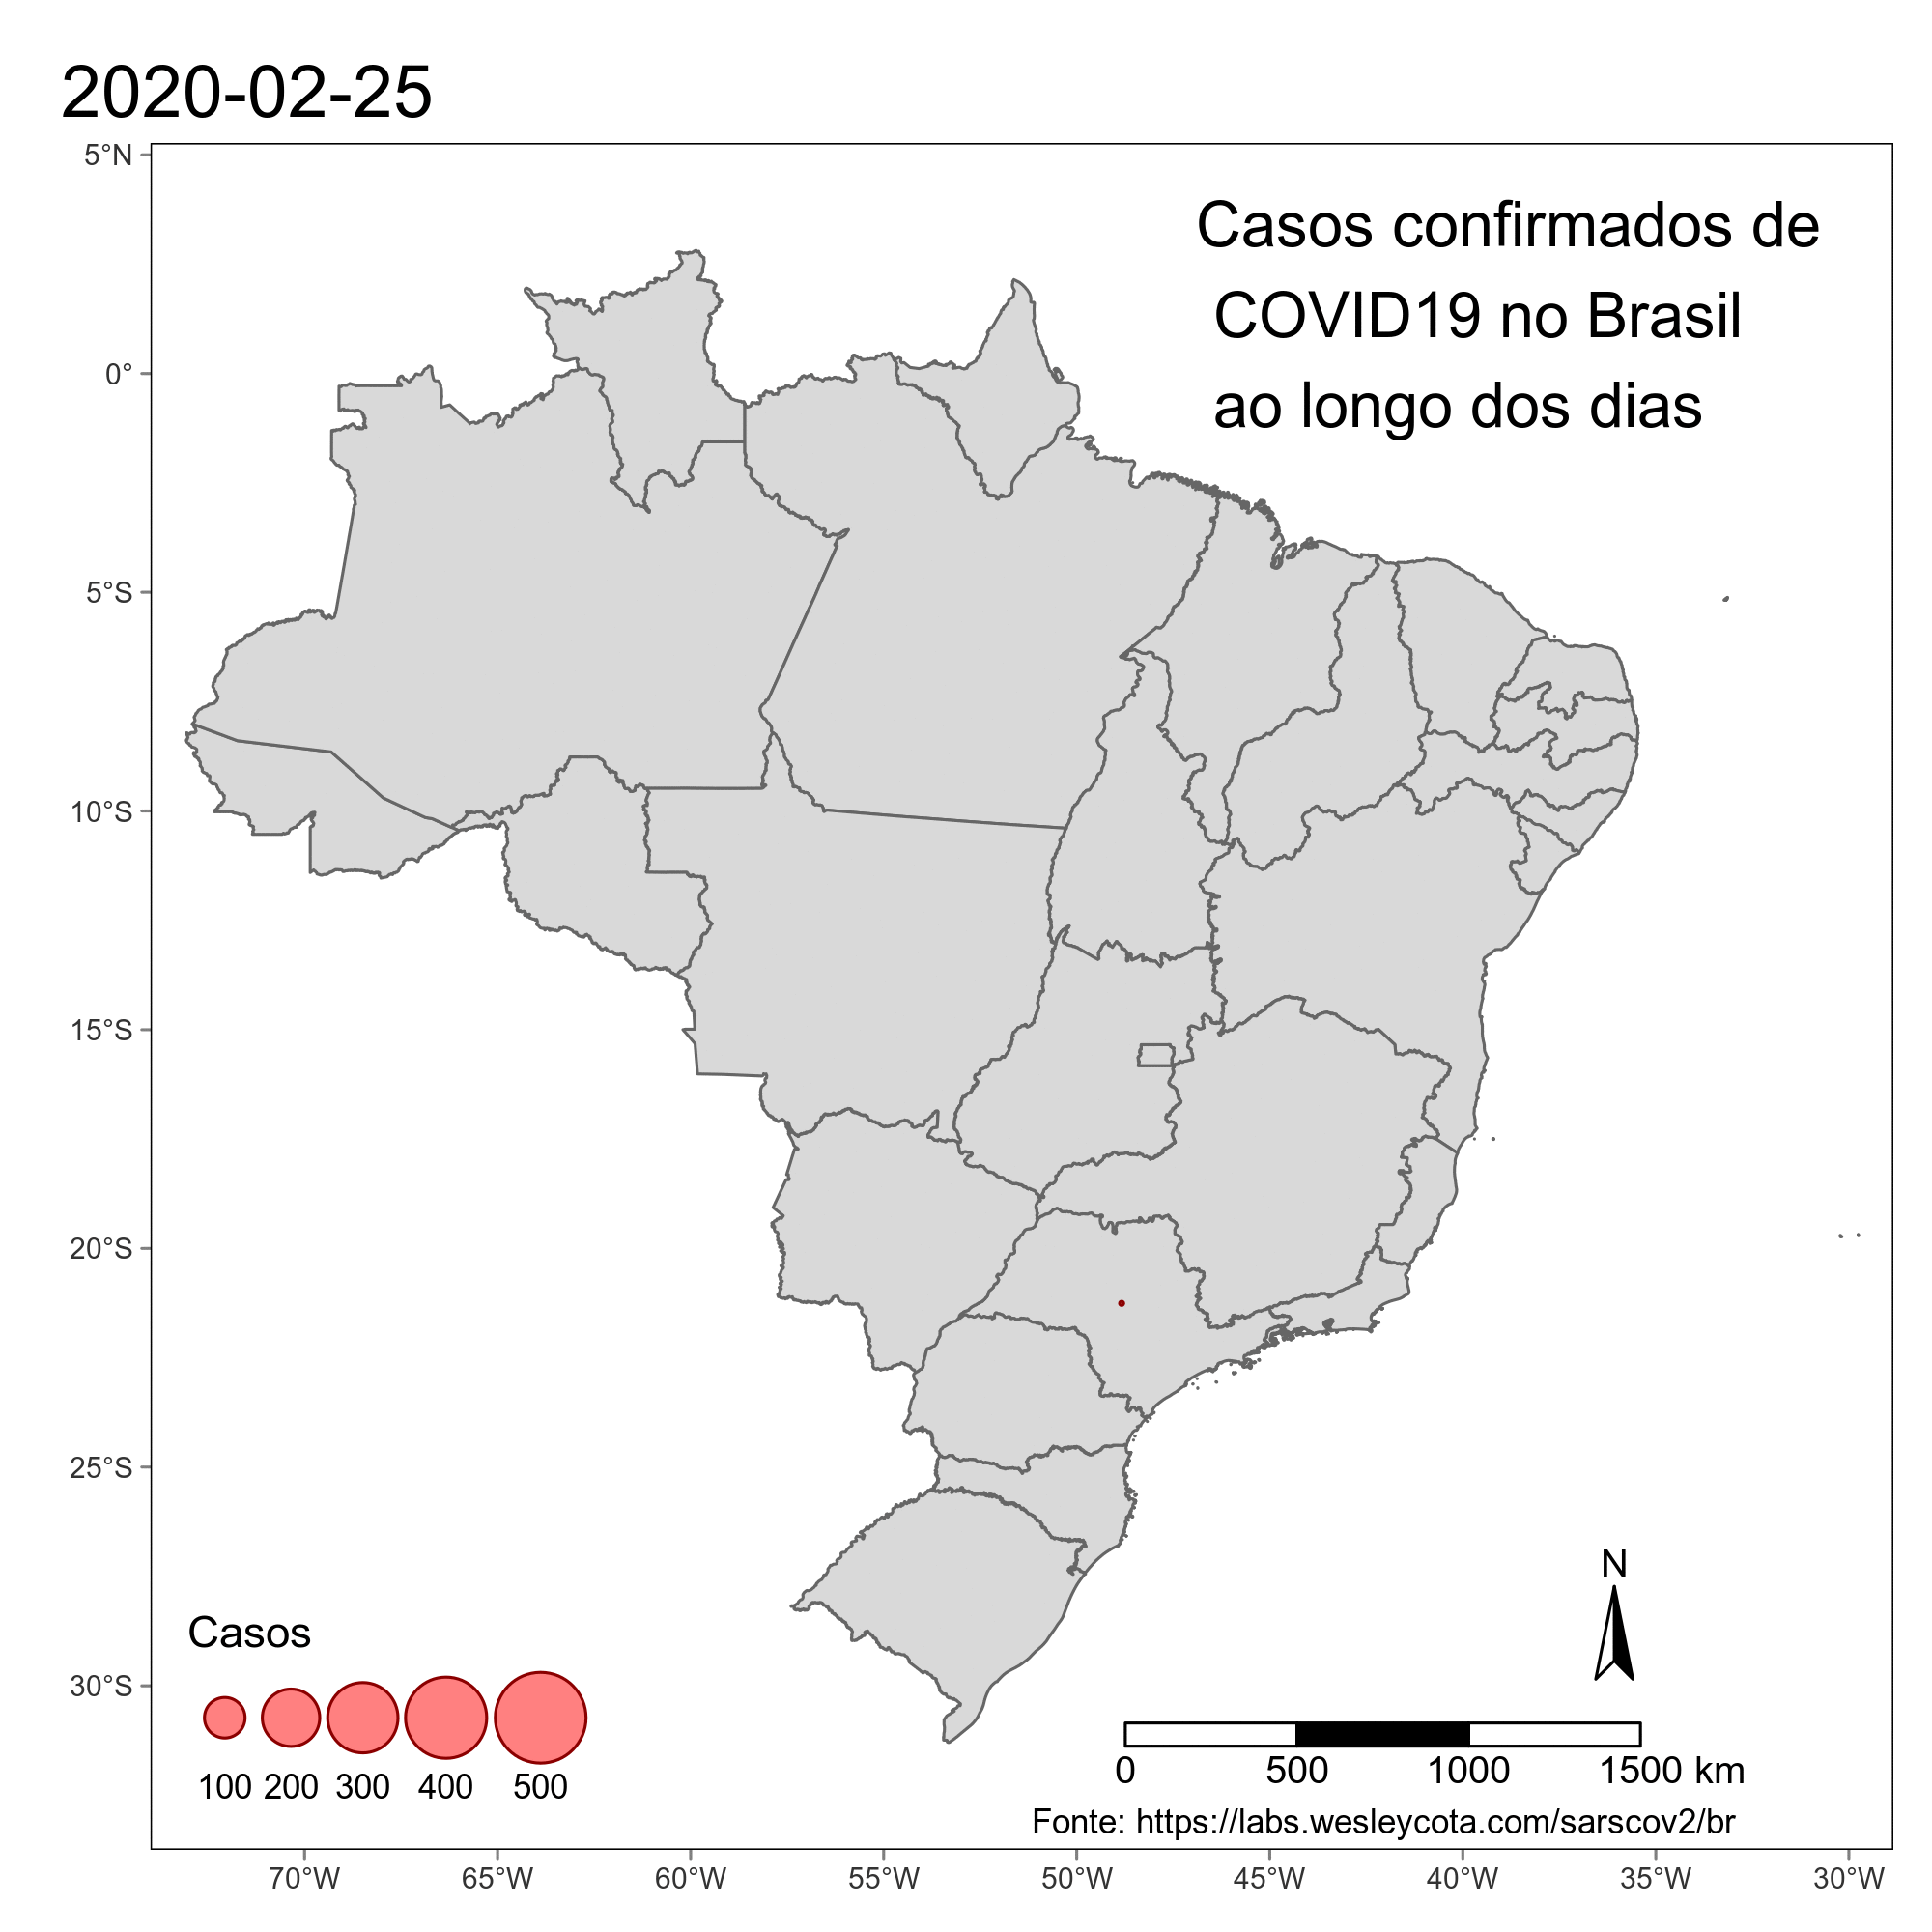 2020-02-25
Casos confirmados de
COVID19 no Brasil
ao longo dos dias
5°N
0°
5°S
10°S
15°S
20°S
25°S
30°S
N
Casos
100 200 300 400 500
0 500 1000 1500 km
Fonte: https://labs.wesleycota.com/sarscov2/br
70°W 65°W 60°W 55°W 50°W 45°W 40°W 35°W 30°W